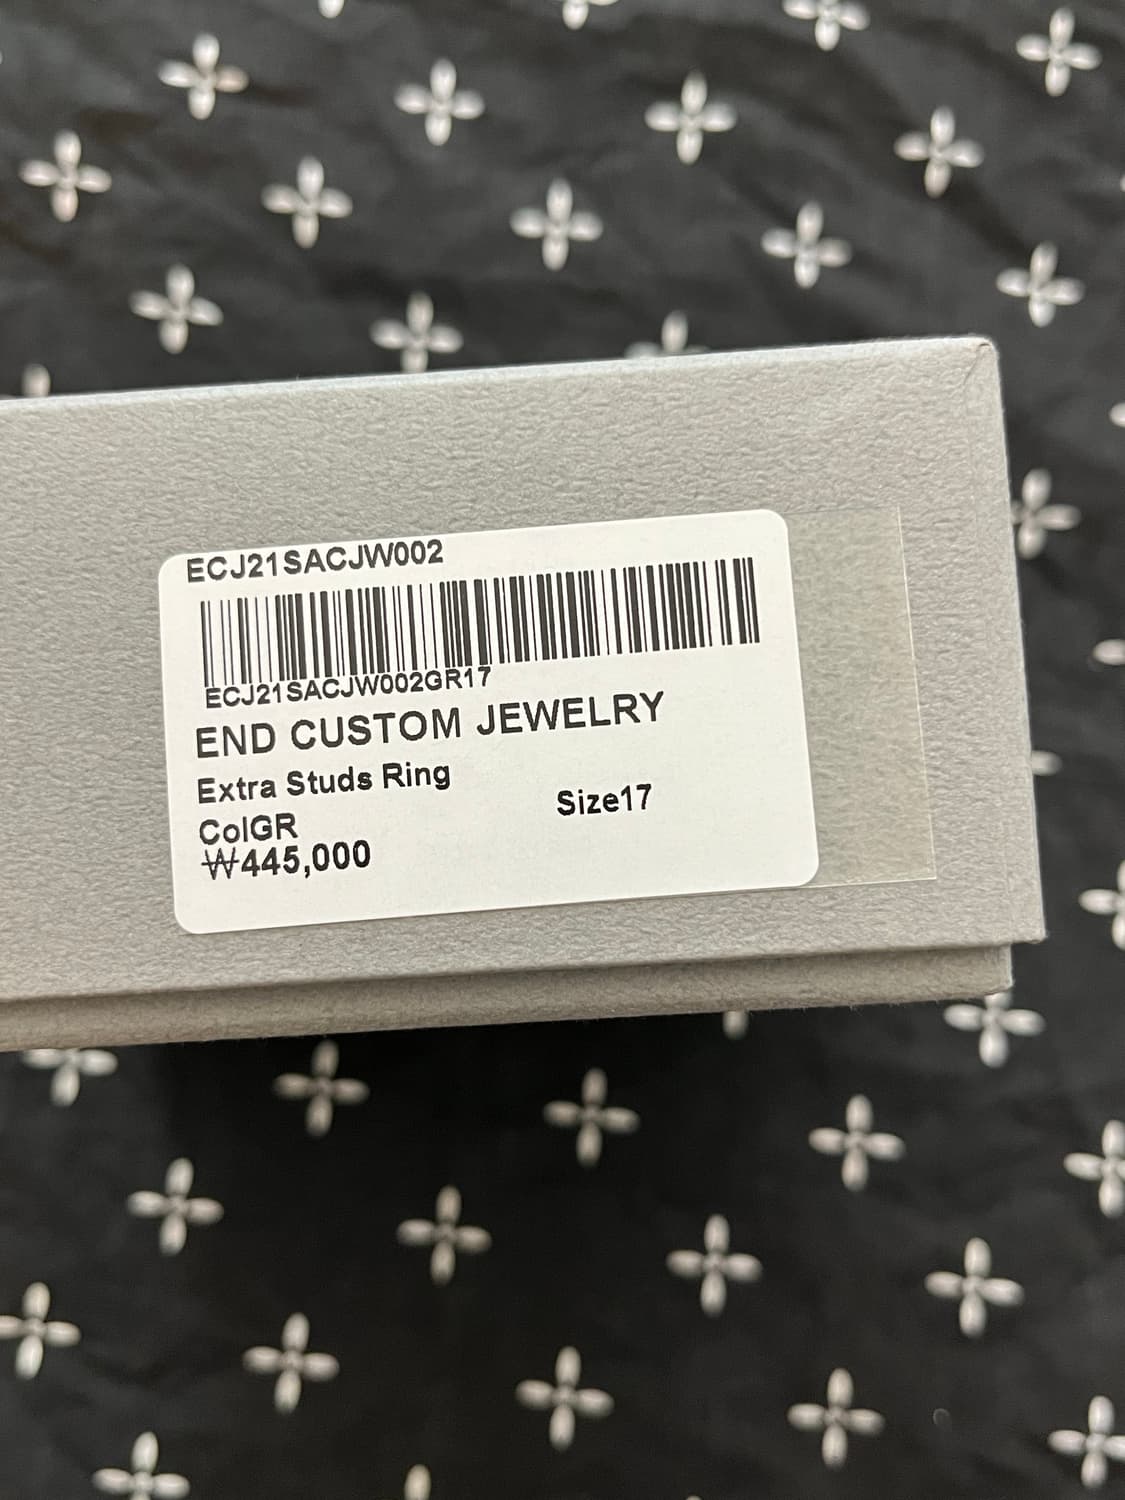 ECJ21SACJW002
ECJ21SACJW002GR17
END CUSTOM JEWELRY
Extra Studs Ring
Size17
ColGR
₩445,000